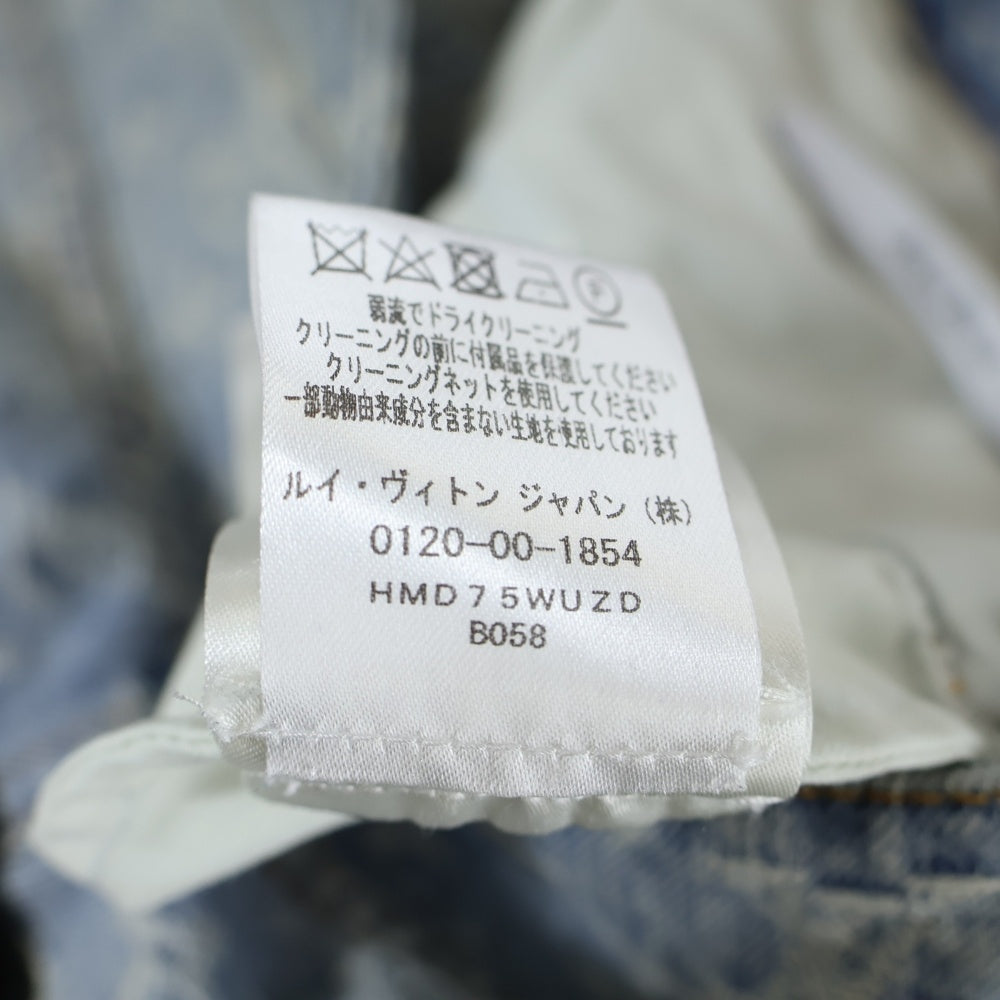 弱流でドライクリーニング
クリーニングの前に付属品を保護してください
クリーニングネットを使用してください
一部動物由来成分を含まない生地を使用しております
ルイ・ヴィトン ジャパン（株）
0120-00-1854
HMD75WUZD
B058